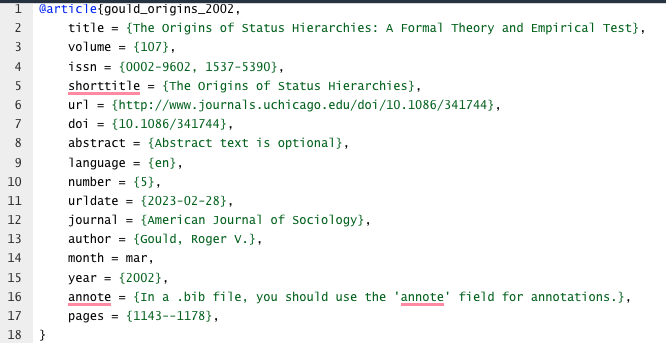 1 @article{gould_origins_2002,
2 title = {The Origins of Status Hierarchies: A Formal Theory and Empirical Test},
3 volume = {107},
4 issn = {0002-9602, 1537-5390},
5 shorttitle = {The Origins of Status Hierarchies},
6 url = {http://www.journals.uchicago.edu/doi/10.1086/341744},
7 doi = {10.1086/341744},
8 abstract = {Abstract text is optional},
9 language = {en},
10 number = {5},
11 urldate = {2023-02-28},
12 journal = {American Journal of Sociology},
13 author = {Gould, Roger V.},
14 month = mar,
15 year = {2002},
16 annote = {In a .bib file, you should use the 'annote' field for annotations.},
17 pages = {1143--1178},
18 }